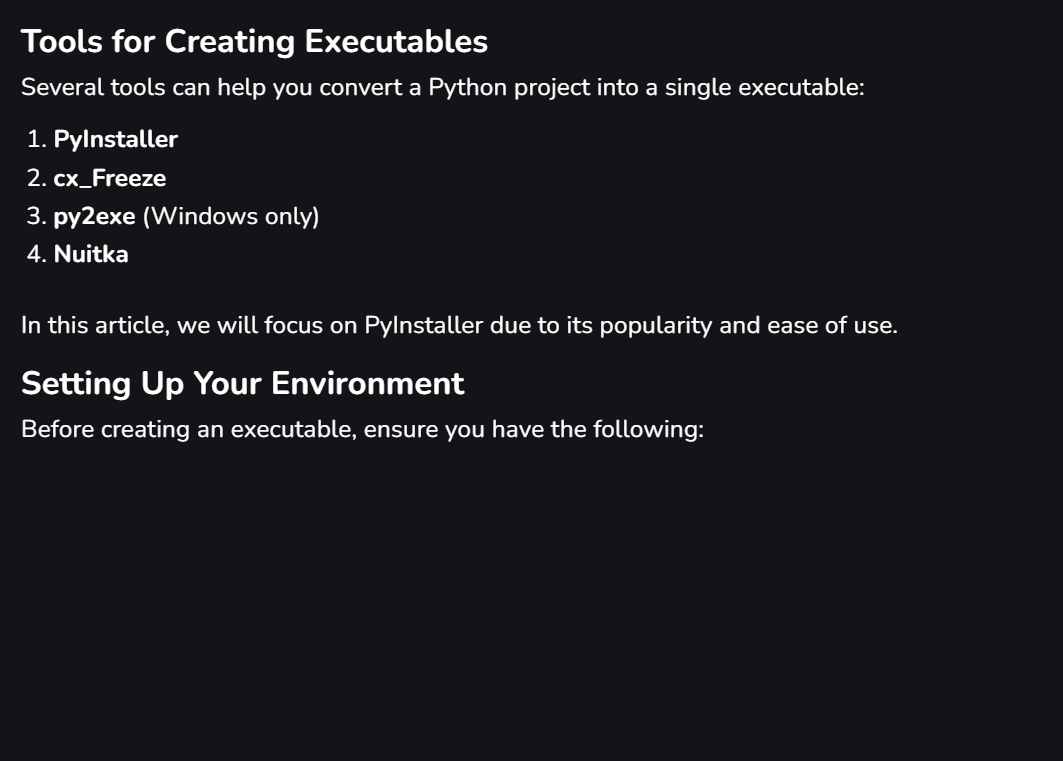 Tools for Creating Executables
Several tools can help you convert a Python project into a single executable:
1. PyInstaller
2. cx_Freeze
3. py2exe (Windows only)
4. Nuitka
In this article, we will focus on PyInstaller due to its popularity and ease of use.
Setting Up Your Environment
Before creating an executable, ensure you have the following: